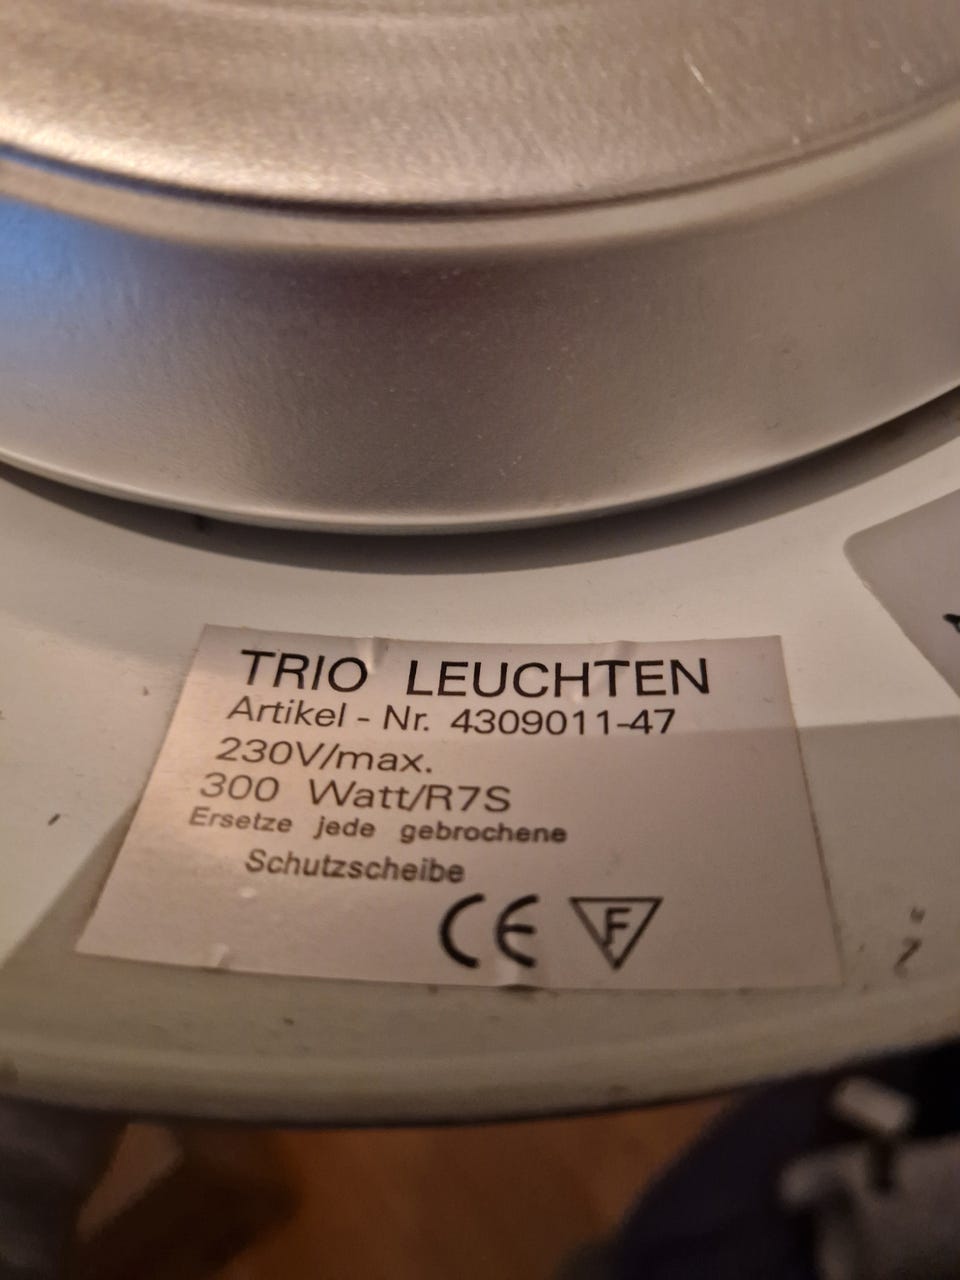 TRIO LEUCHTEN
Artikel - Nr. 4309011-47
230V/max.
300 Watt/R7S
Ersetze jede gebrochene
Schutzscheibe
CE F